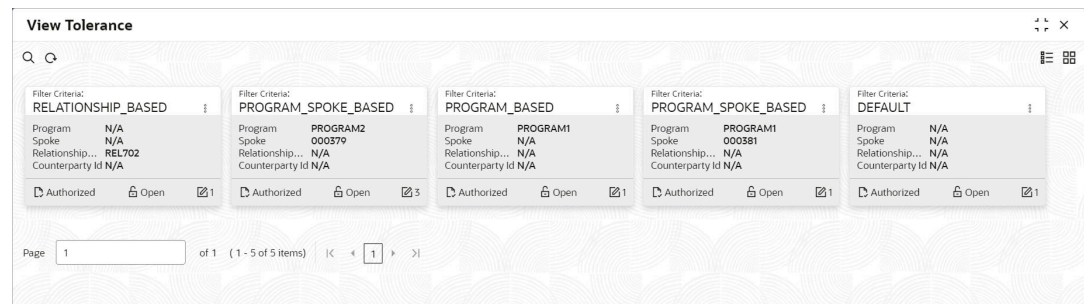 View Tolerance
Filter Criteria:
RELATIONSHIP_BASED
Program N/A
Spoke N/A
Relationship... REL702
Counterparty Id N/A
Authorized Open 1
Filter Criteria:
PROGRAM_SPOKE_BASED
Program PROGRAM2
Spoke 000379
Relationship... N/A
Counterparty Id N/A
Authorized Open 3
Filter Criteria:
PROGRAM_BASED
Program PROGRAM1
Spoke N/A
Relationship... N/A
Counterparty Id N/A
Authorized Open 1
Filter Criteria:
PROGRAM_SPOKE_BASED
Program PROGRAM1
Spoke 000381
Relationship... N/A
Counterparty Id N/A
Authorized Open 1
Filter Criteria:
DEFAULT
Program N/A
Spoke N/A
Relationship... N/A
Counterparty Id N/A
Authorized Open 1
Page 1 of 1 ( 1 - 5 of 5 items) 1